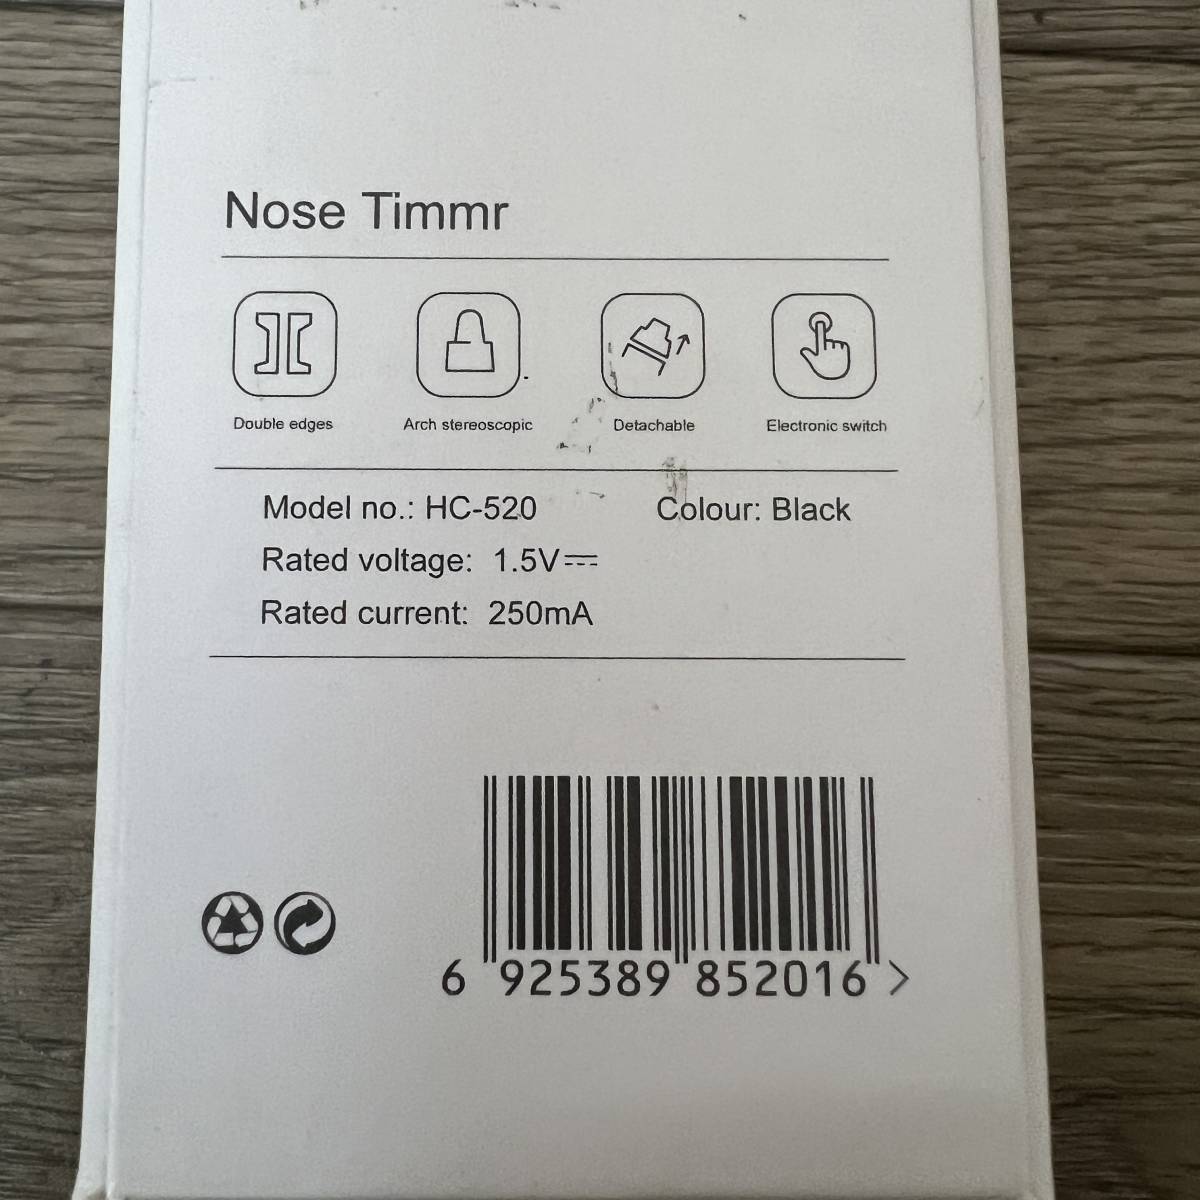 Nose Timmr
Double edges Arch stereoscopic Detachable Electronic switch
Model no.: HC-520 Colour: Black
Rated voltage: 1.5V⎓
Rated current: 250mA
6 925389 852016 >